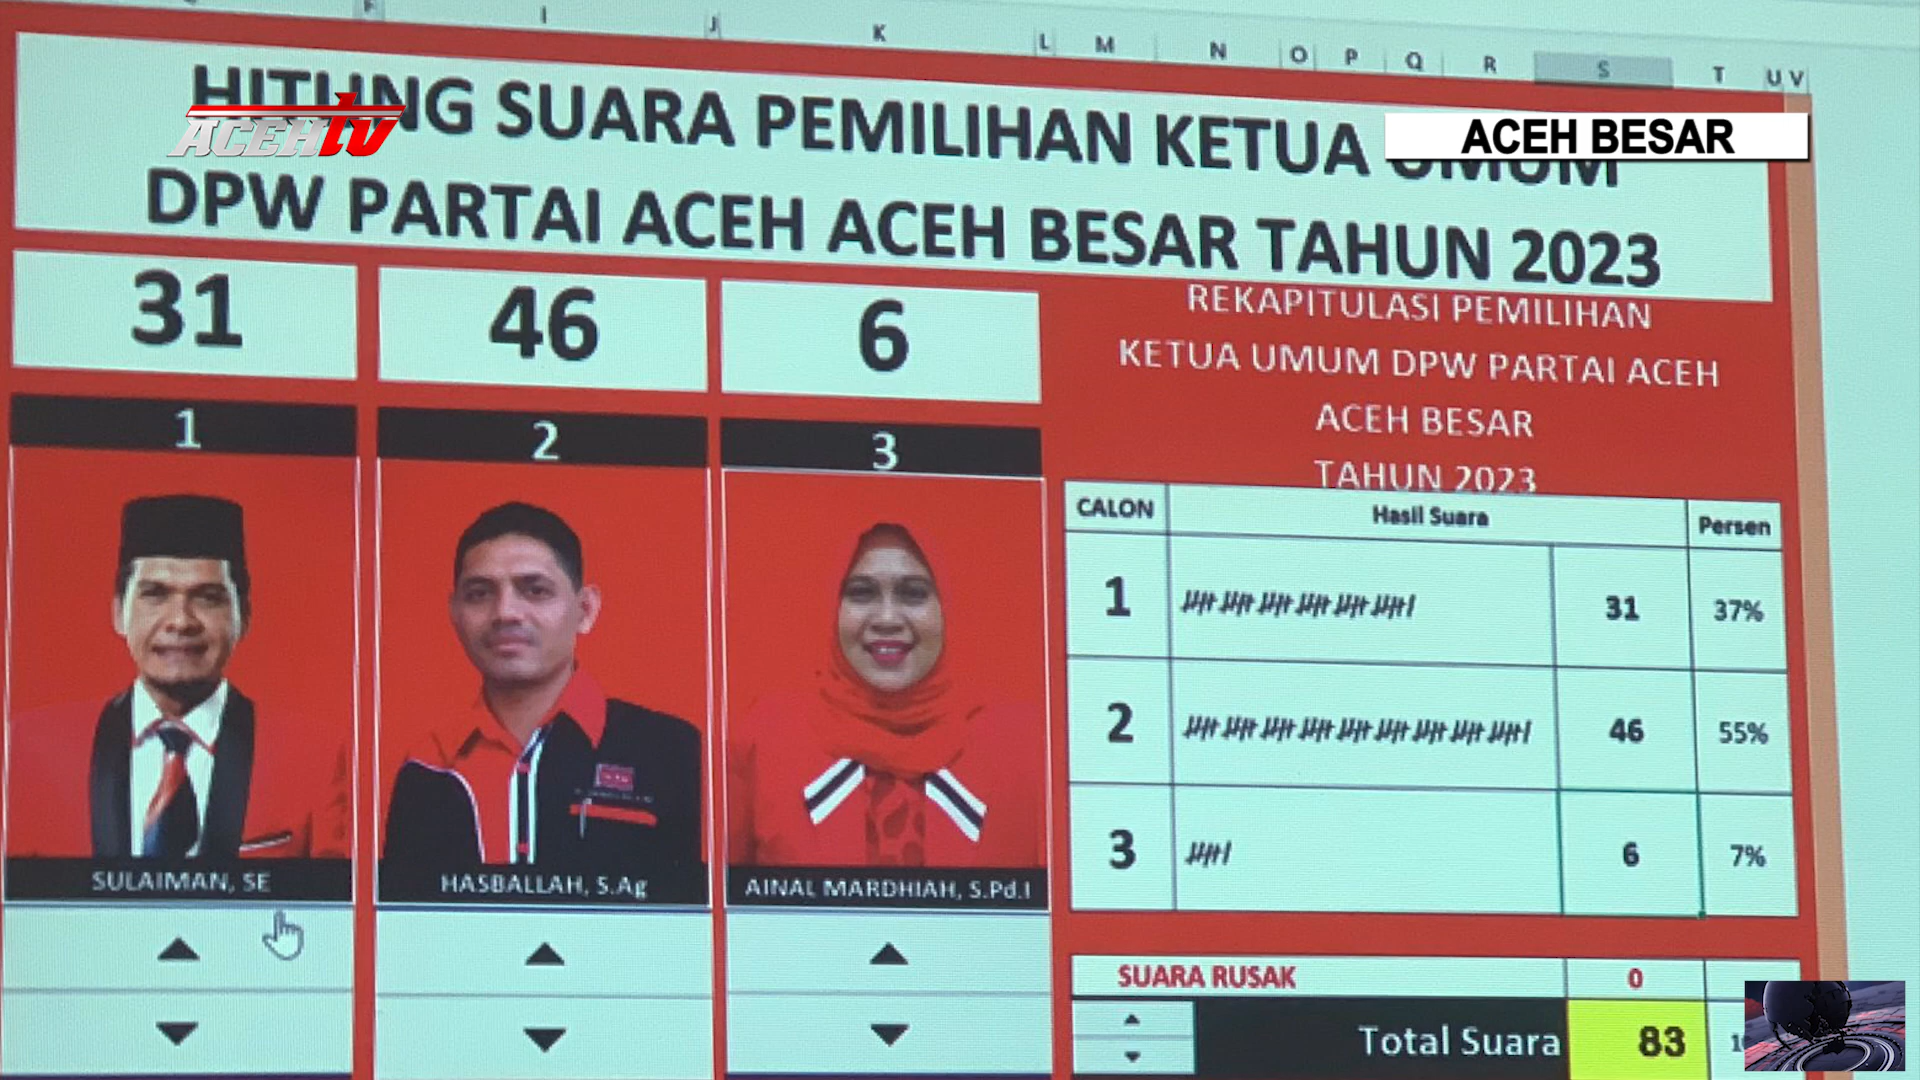 F I J K L M N O P Q R S T U V
HITUNG SUARA PEMILIHAN KETUA UMUM
DPW PARTAI ACEH ACEH BESAR TAHUN 2023
ACEHtv
ACEH BESAR
31 46 6
1 2 3
SULAIMAN, SE
HASBALLAH, S.Ag
AINAL MARDHIAH, S.Pd.I
REKAPITULASI PEMILIHAN
KETUA UMUM DPW PARTAI ACEH
ACEH BESAR
TAHUN 2023
CALON Hasil Suara Persen
1 31 37%
2 46 55%
3 6 7%
SUARA RUSAK 0
Total Suara 83